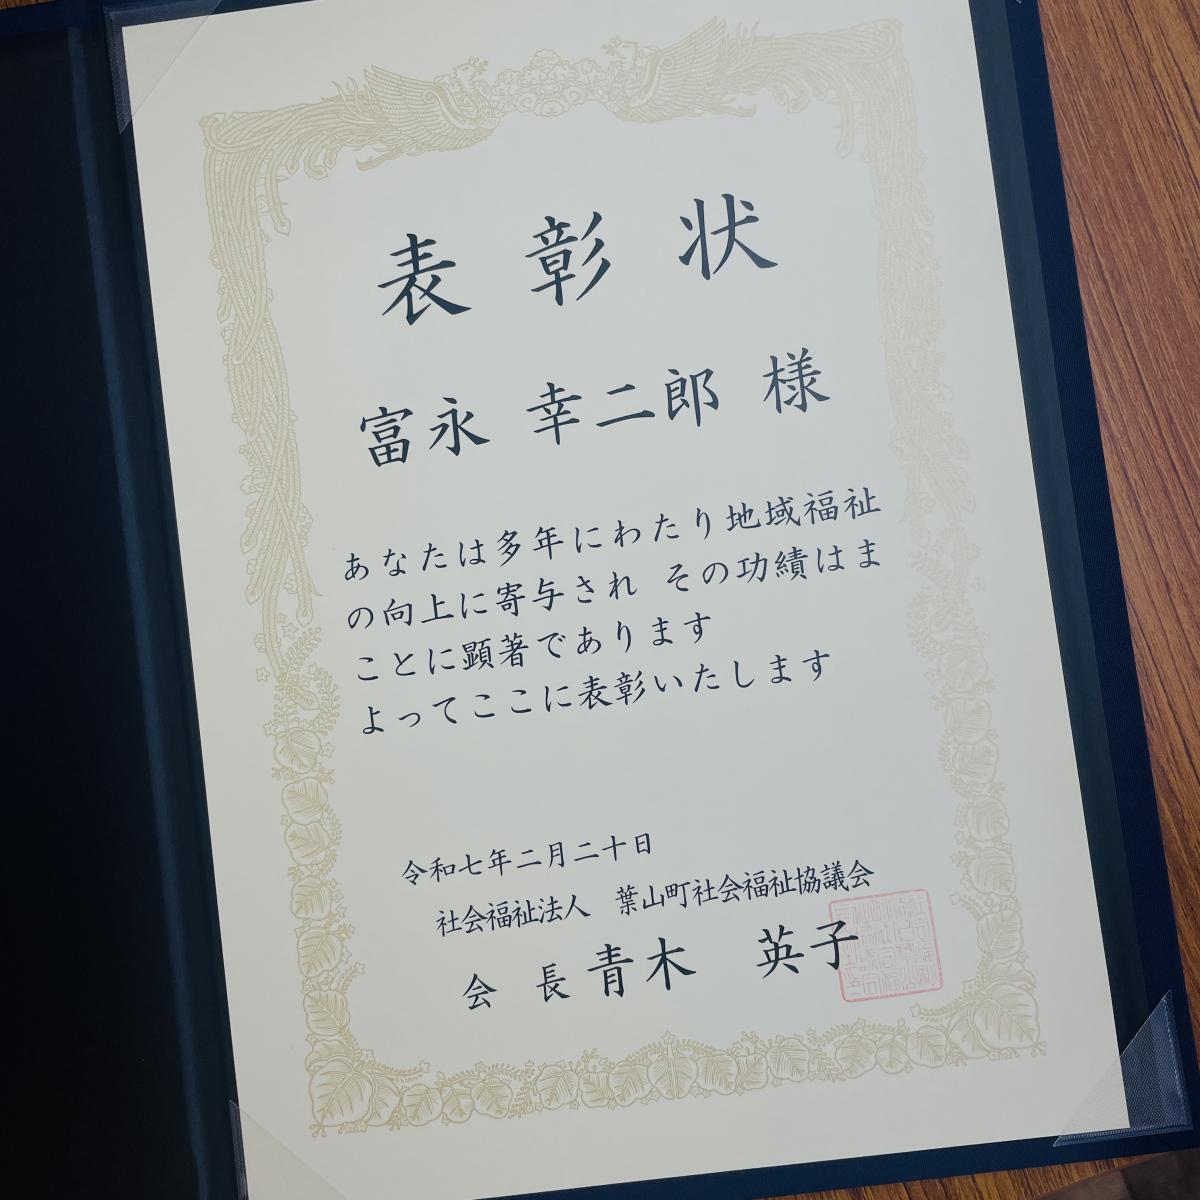 表彰状
富永 幸二郎 様
あなたは多年にわたり地域福祉
の向上に寄与され その功績はま
ことに顕著であります
よってここに表彰いたします
令和七年二月二十日
社会福祉法人 葉山町社会福祉協議会
会長 青木 英子